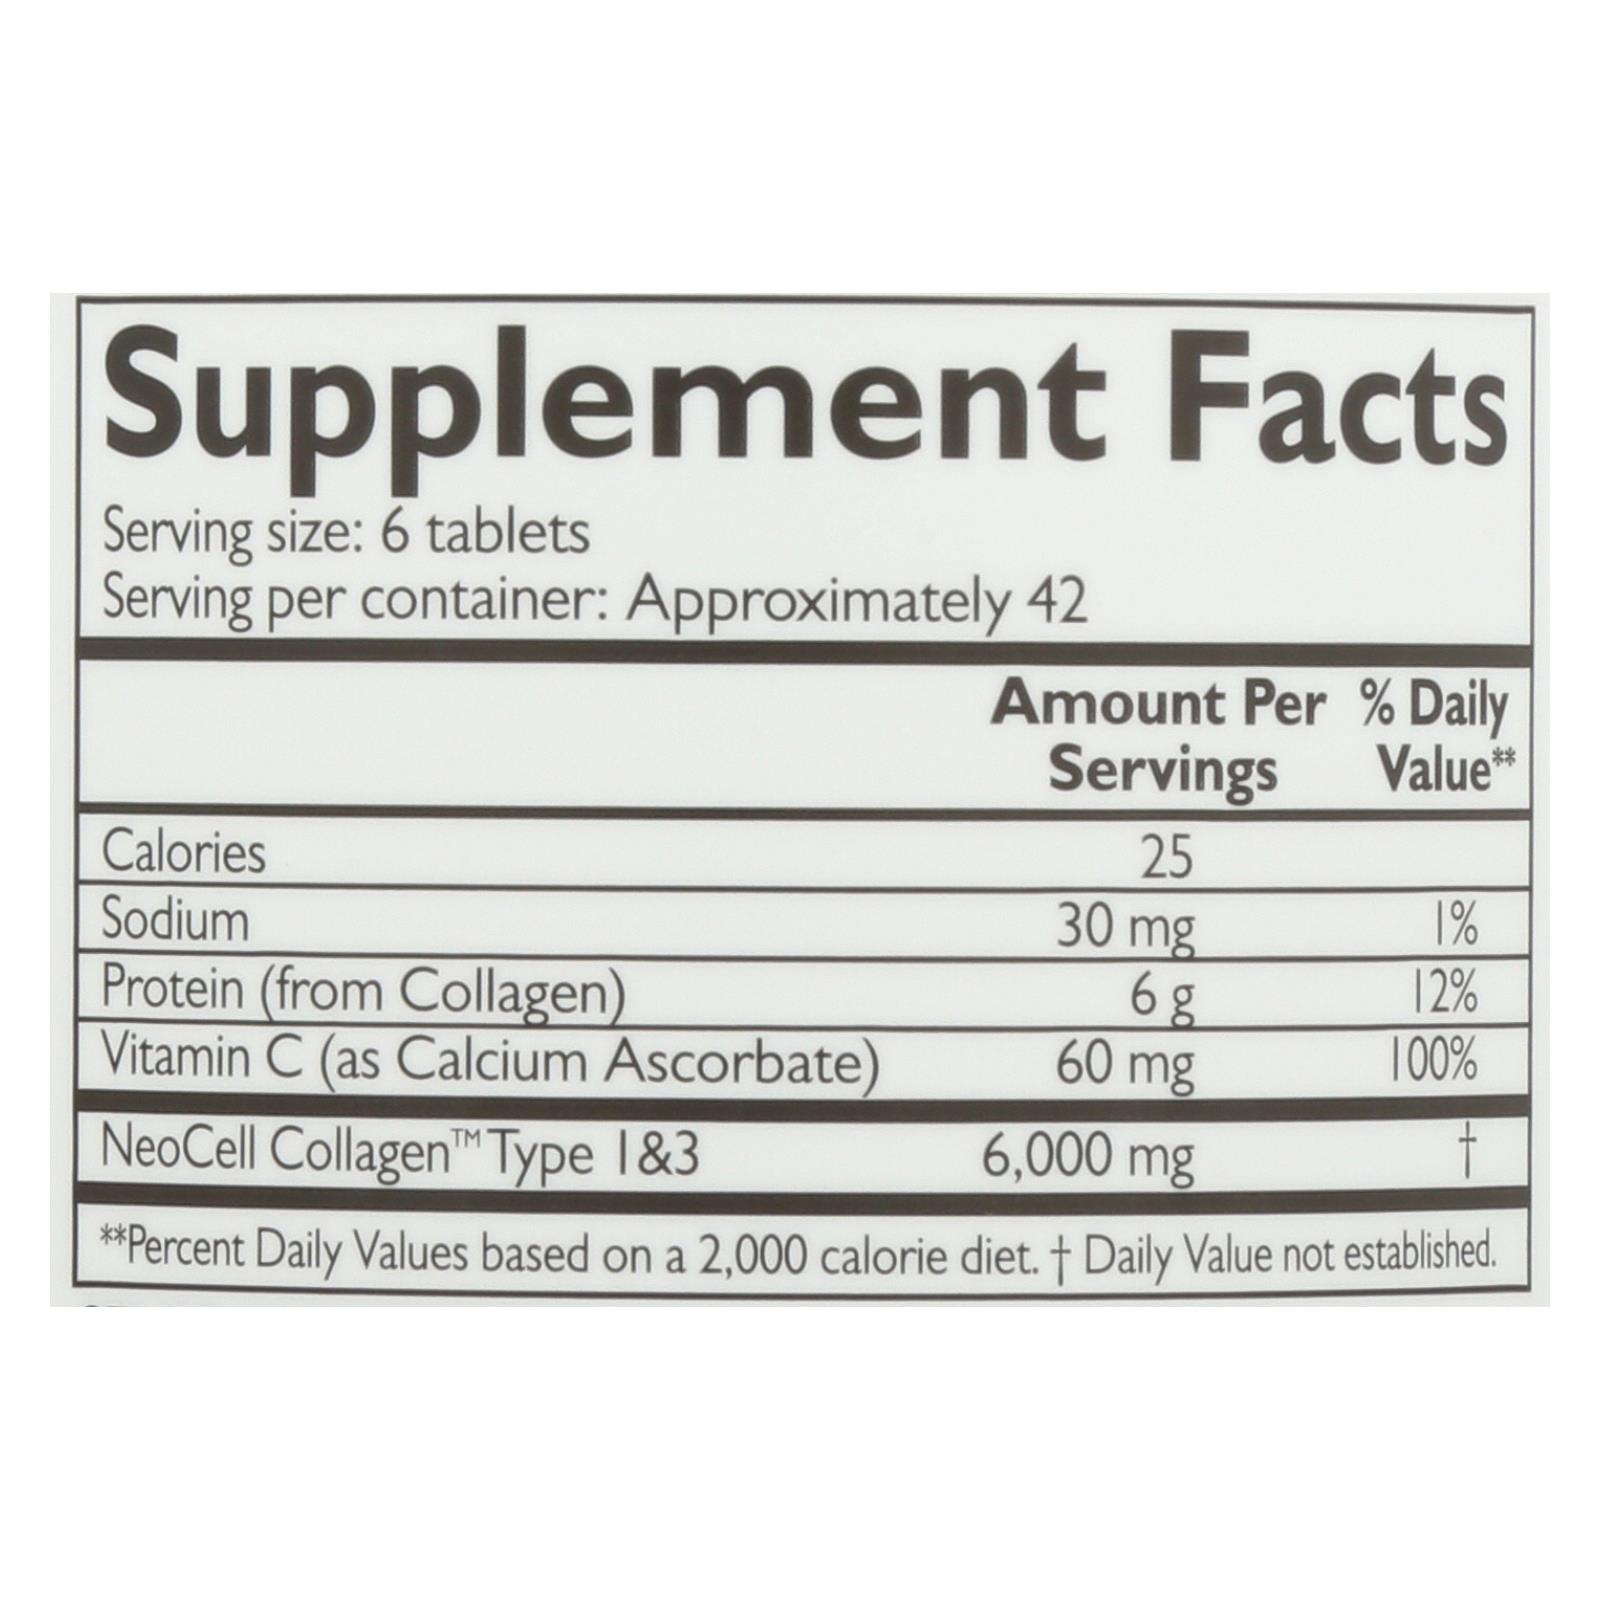 Supplement Facts
Serving size: 6 tablets
Serving per container: Approximately 42
Amount Per % Daily
Servings Value**
Calories 25
Sodium 30 mg 1%
Protein (from Collagen) 6 g 12%
Vitamin C (as Calcium Ascorbate) 60 mg 100%
NeoCell Collagen™ Type 1&3 6,000 mg †
**Percent Daily Values based on a 2,000 calorie diet. † Daily Value not established.